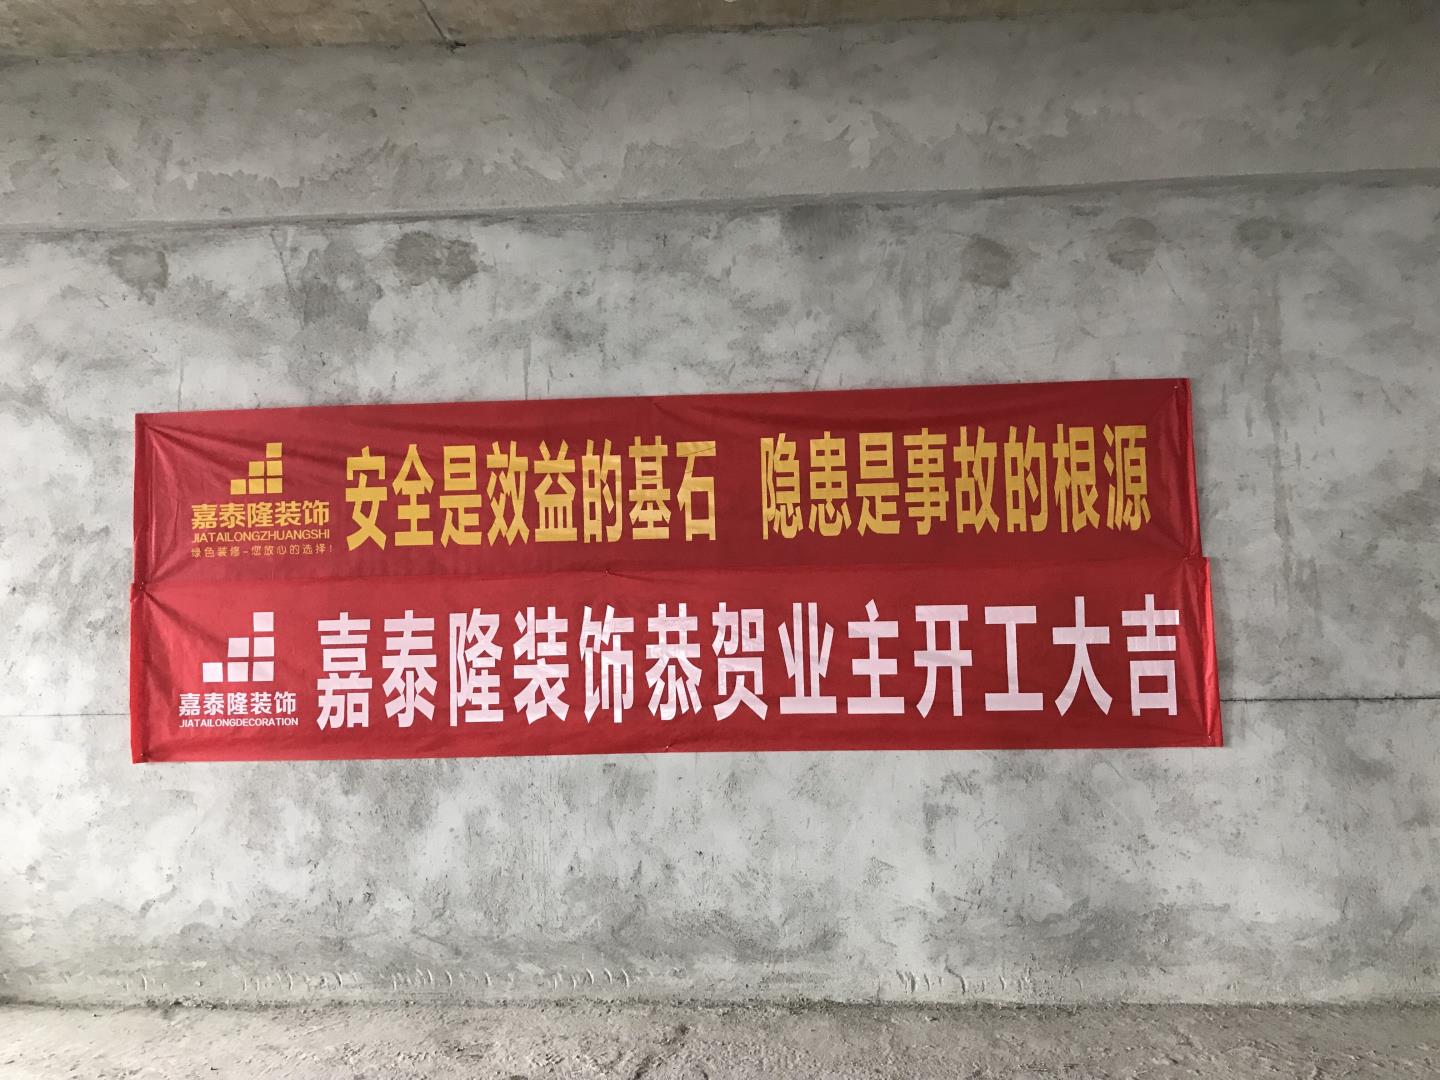 嘉泰隆装饰
JIATAILONGZHUANGSHI
绿色装修-您放心的选择!
安全是效益的基石 隐患是事故的根源
嘉泰隆装饰
JIATAILONGDECORATION
嘉泰隆装饰恭贺业主开工大吉